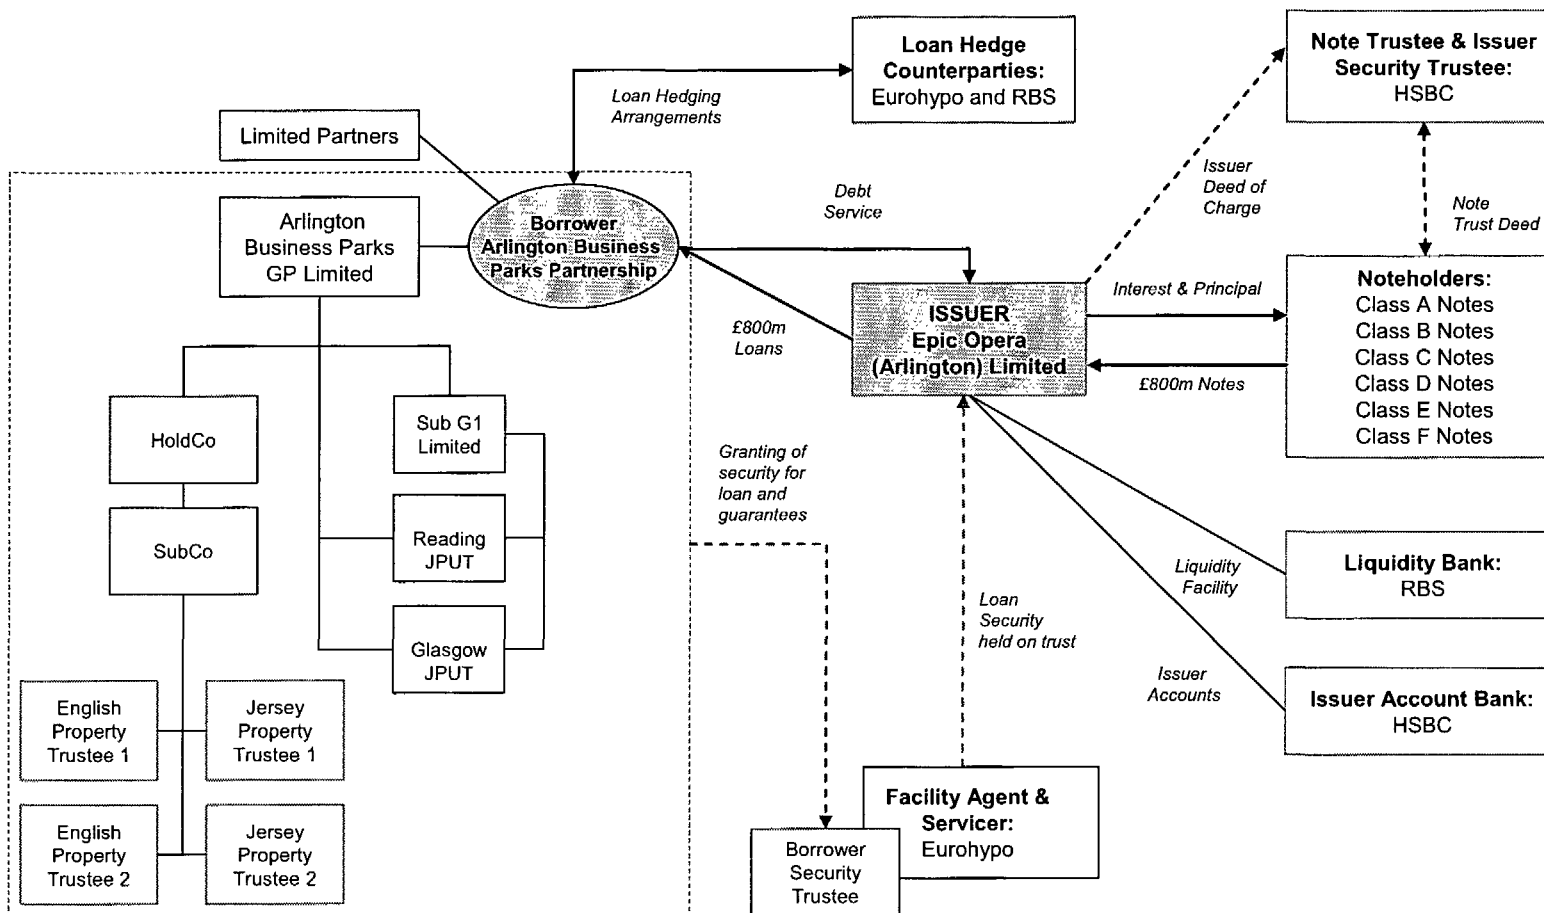 Loan Hedge
Counterparties:
Eurohypo and RBS
Note Trustee & Issuer
Security Trustee:
HSBC
Loan Hedging
Arrangements
Limited Partners
Issuer
Deed of
Charge
Debt
Service
Note
Trust Deed
Arlington
Business Parks
GP Limited
Borrower
Arlington Business
Parks Partnership
ISSUER
Epic Opera
(Arlington) Limited
Interest & Principal
£800m Notes
Noteholders:
Class A Notes
Class B Notes
Class C Notes
Class D Notes
Class E Notes
Class F Notes
£800m
Loans
HoldCo
Sub G1
Limited
Granting of
security for
loan and
guarantees
SubCo
Reading
JPUT
Glasgow
JPUT
Liquidity
Facility
Liquidity Bank:
RBS
Loan
Security
held on trust
Issuer
Accounts
Issuer Account Bank:
HSBC
English
Property
Trustee 1
Jersey
Property
Trustee 1
English
Property
Trustee 2
Jersey
Property
Trustee 2
Facility Agent &
Servicer:
Eurohypo
Borrower
Security
Trustee